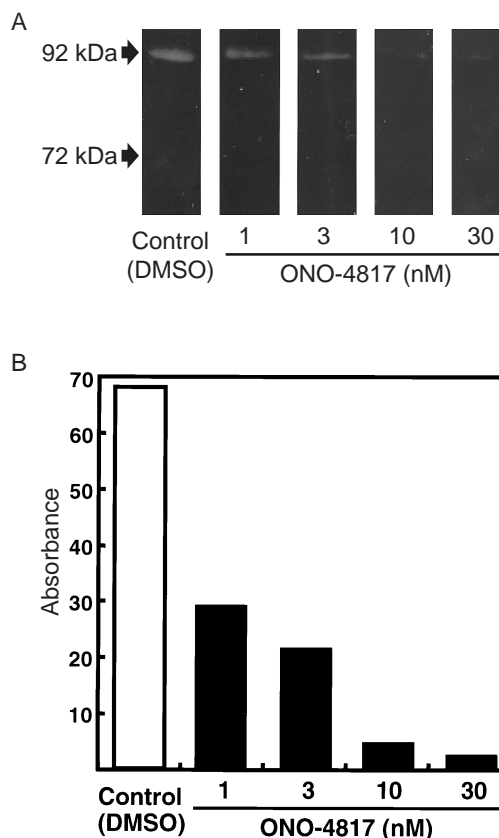 A
92 kDa
72 kDa
Control
(DMSO)
1 3 10 30
ONO-4817 (nM)
B
70
60
50
40
30
20
10
Absorbance
Control
(DMSO)
1 3 10 30
ONO-4817 (nM)